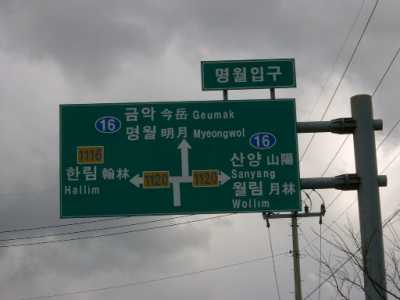 명월입구
금악 今岳 Geumak
16
명월 明月 Myeongwol
1116
한림 翰林
Hallim
1120
1120
16
산양 山陽
Sanyang
월림 月林
Wollim